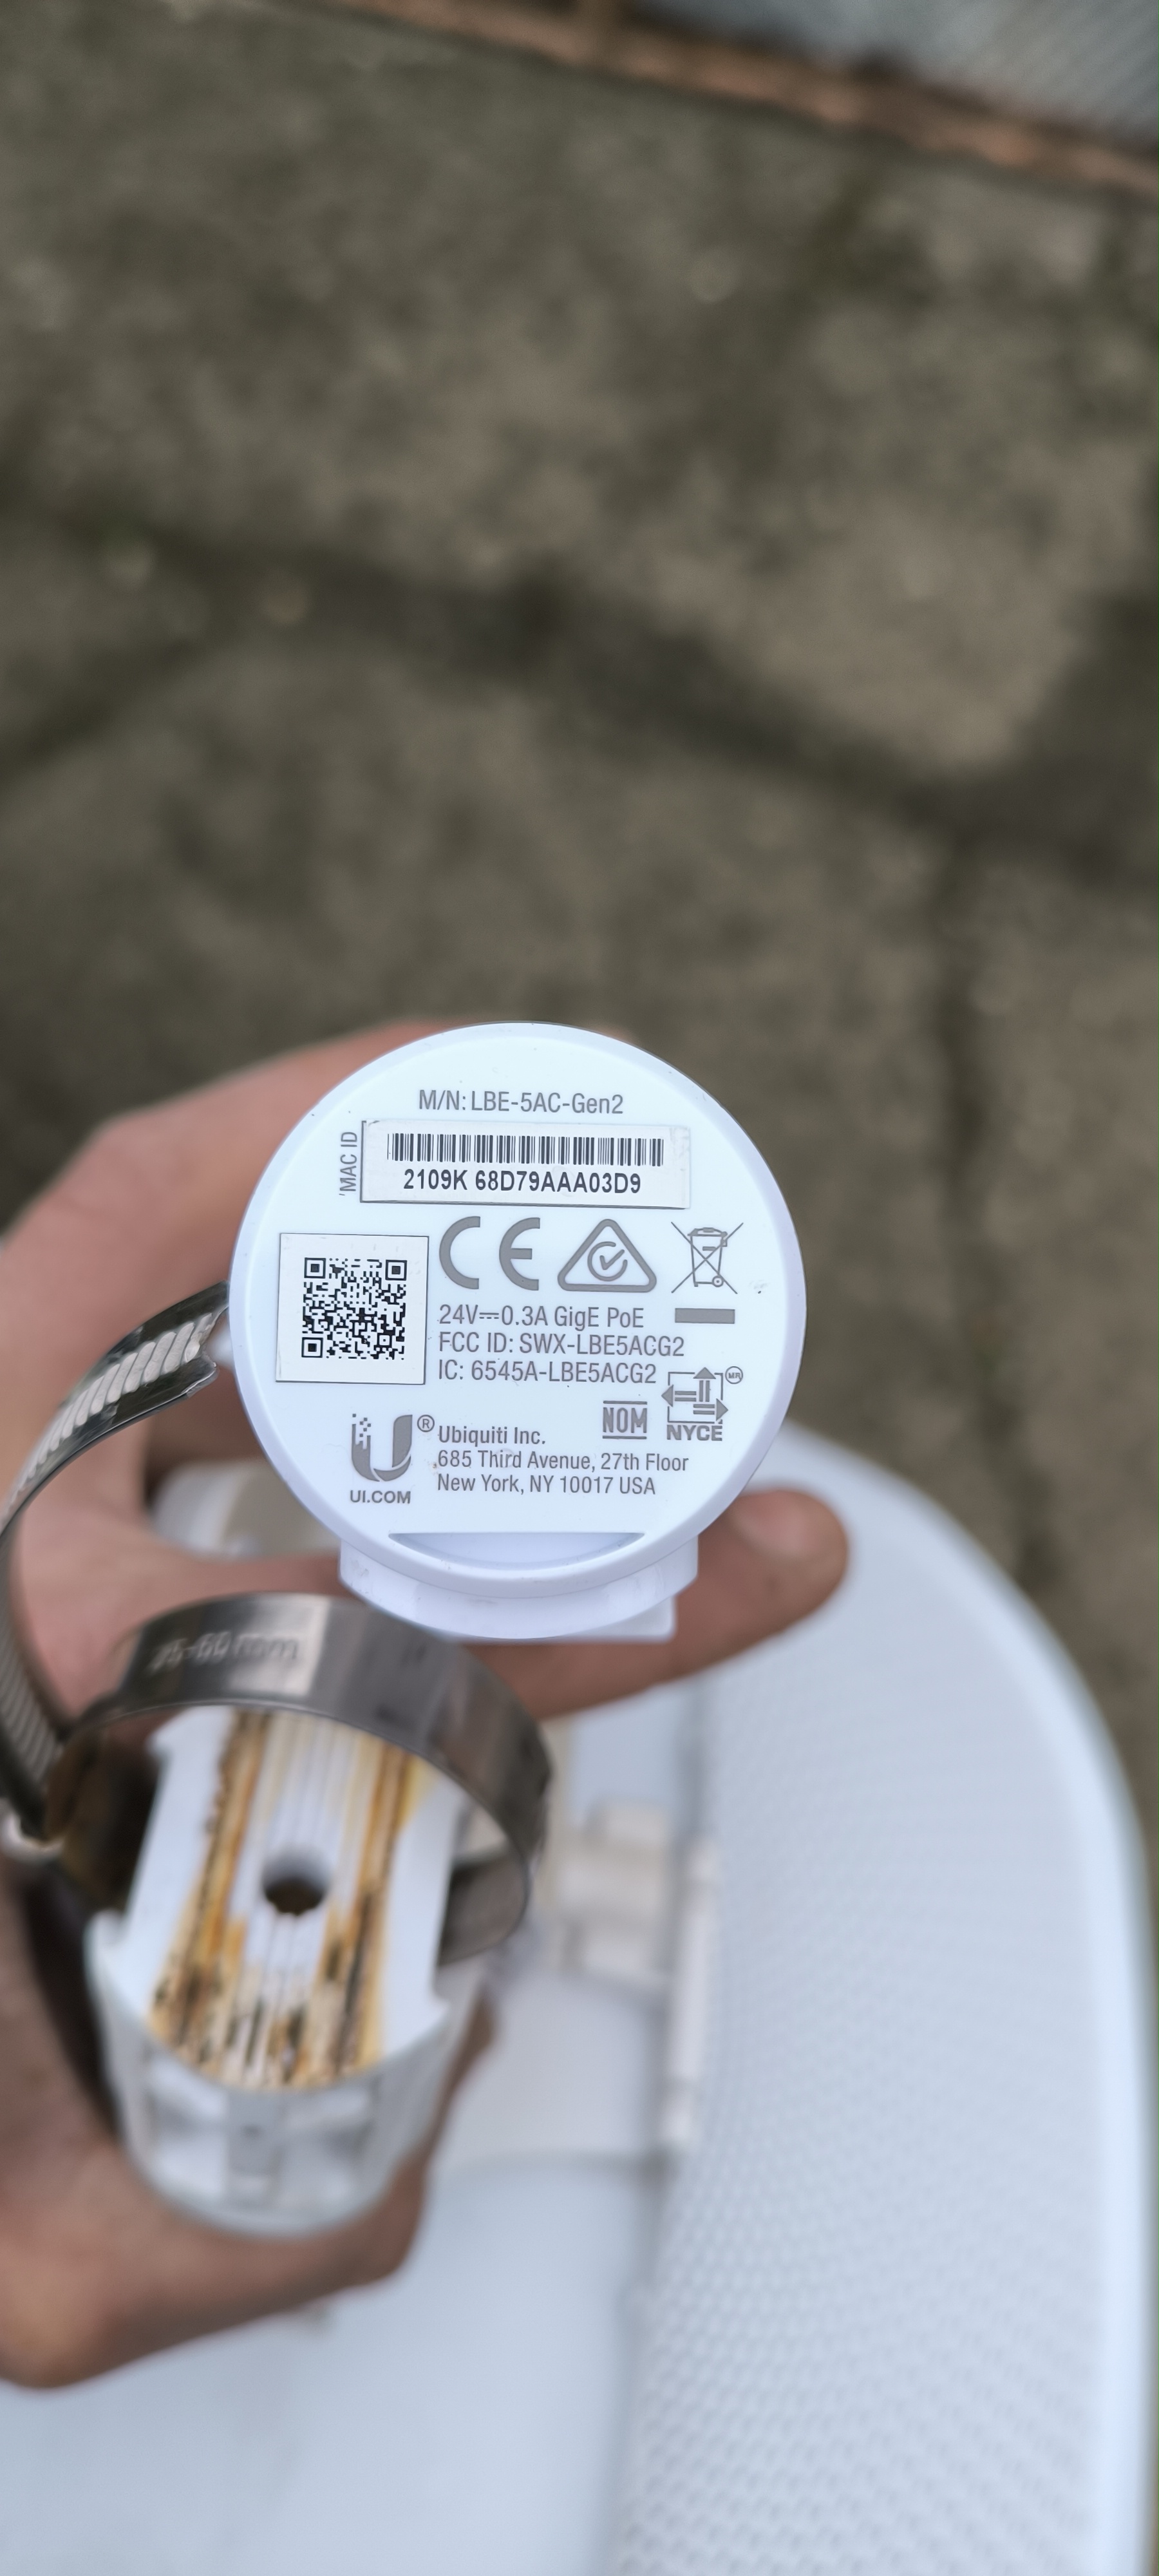 M/N: LBE-5AC-Gen2
MAC ID
2109K 68D79AAA03D9
CE
24V⎓0.3A GigE PoE
FCC ID: SWX-LBE5ACG2
IC: 6545A-LBE5ACG2
MR
NOM
NYCE
U®
UI.COM
Ubiquiti Inc.
685 Third Avenue, 27th Floor
New York, NY 10017 USA